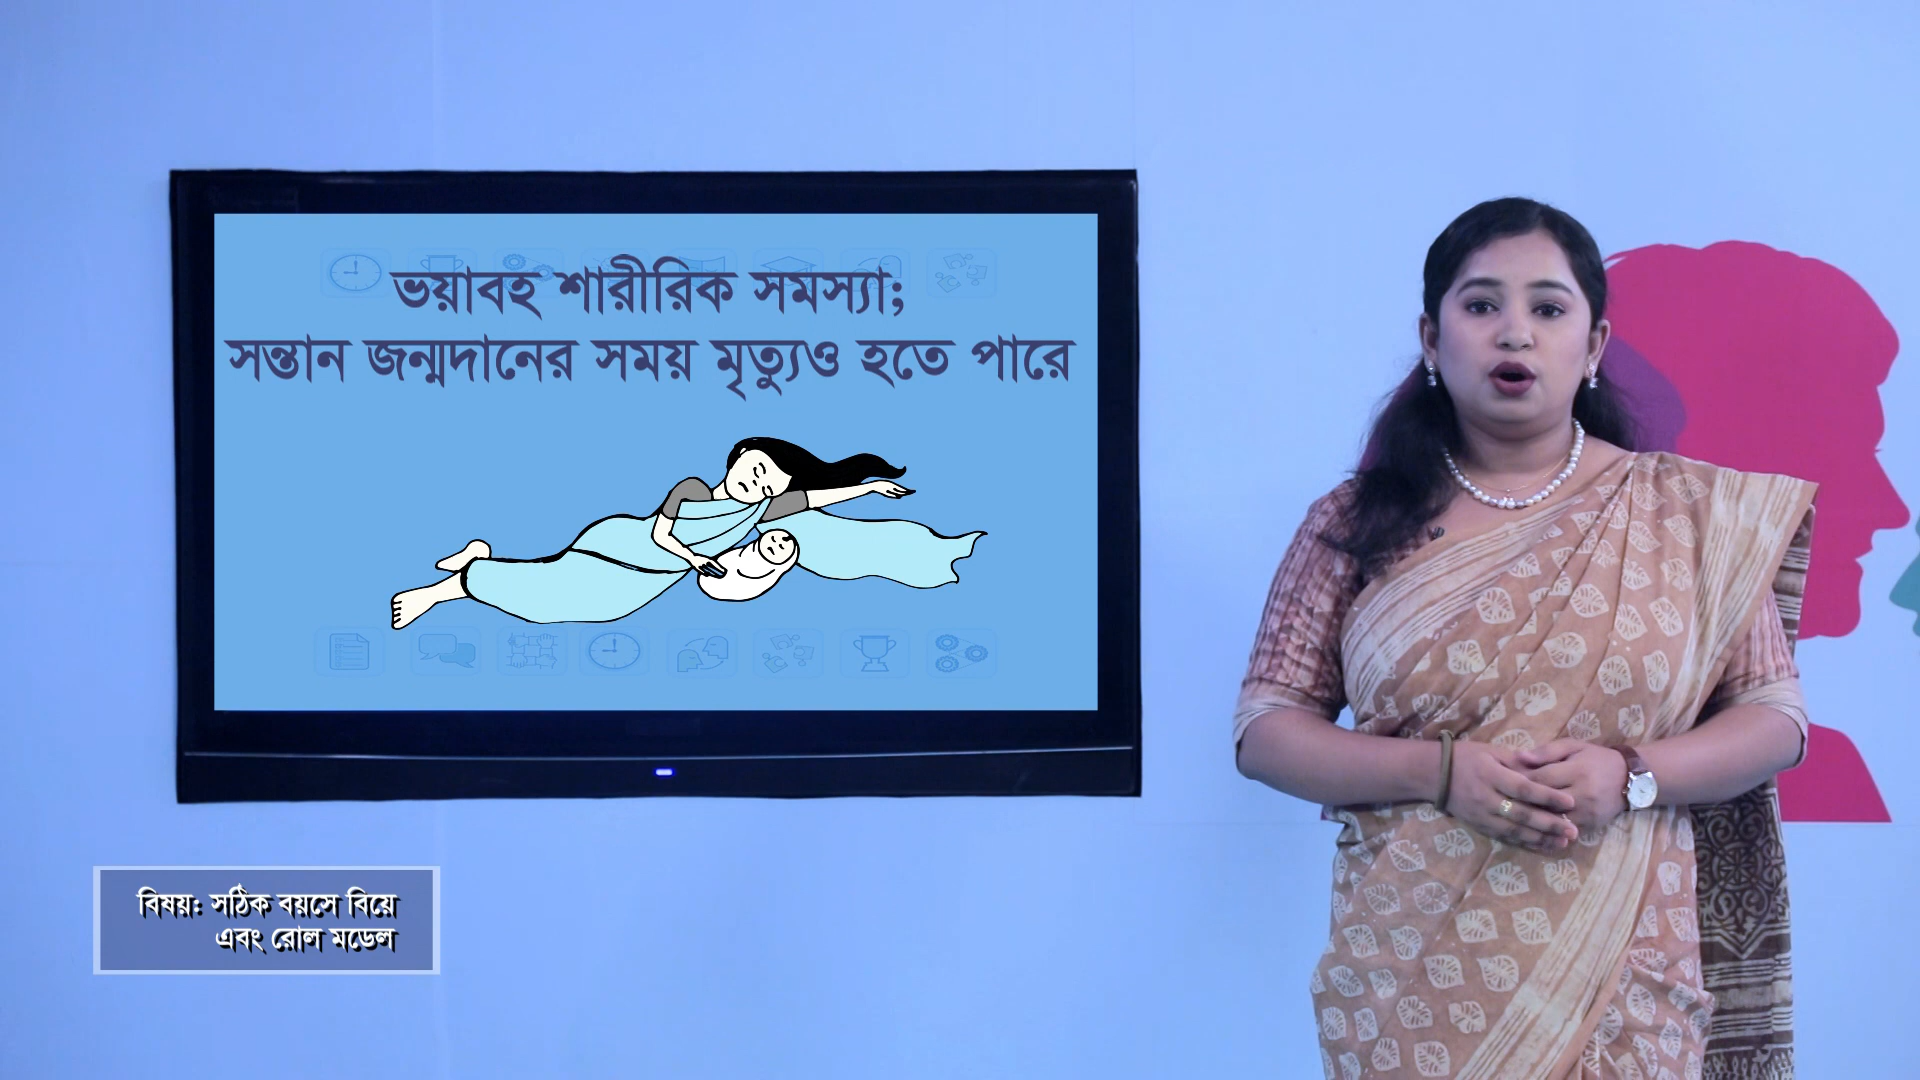 ভয়াবহ শারীরিক সমস্যা;
সন্তান জন্মদানের সময় মৃত্যুও হতে পারে
বিষয়: সঠিক বয়সে বিয়ে
এবং রোল মডেল